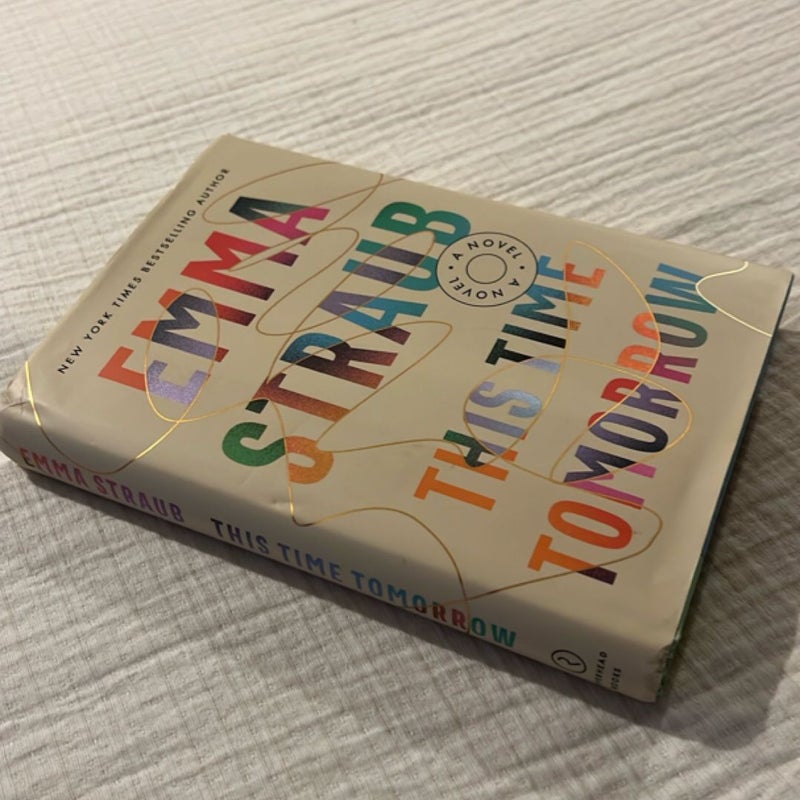 NEW YORK TIMES BESTSELLING AUTHOR
EMMA
STRAUB
• A NOVEL • A NOVEL
THIS TIME
TOMORROW
EMMA STRAUB THIS TIME TOMORROW